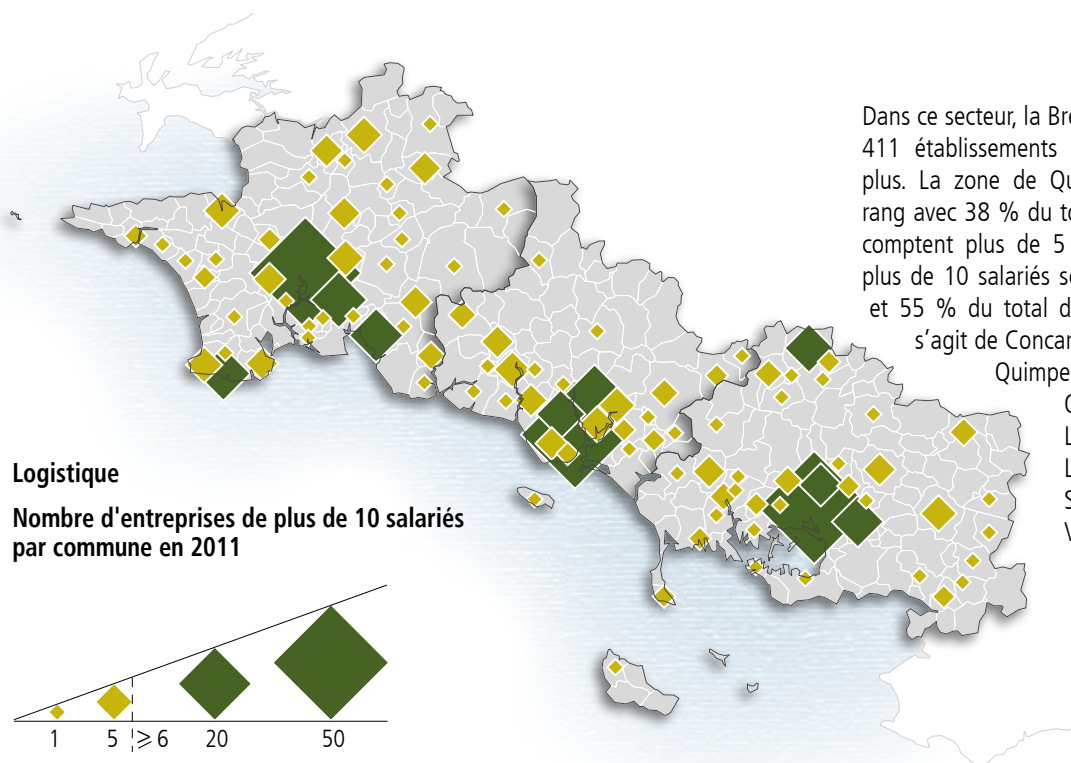 Dans ce secteur, la Bre
411 établissements
plus. La zone de Qu
rang avec 38 % du to
comptent plus de 5
plus de 10 salariés s
et 55 % du total d
s’agit de Concar
Quimpe
L
L
S
V
Logistique
Nombre d'entreprises de plus de 10 salariés
par commune en 2011
1 5 ⩾ 6 20 50